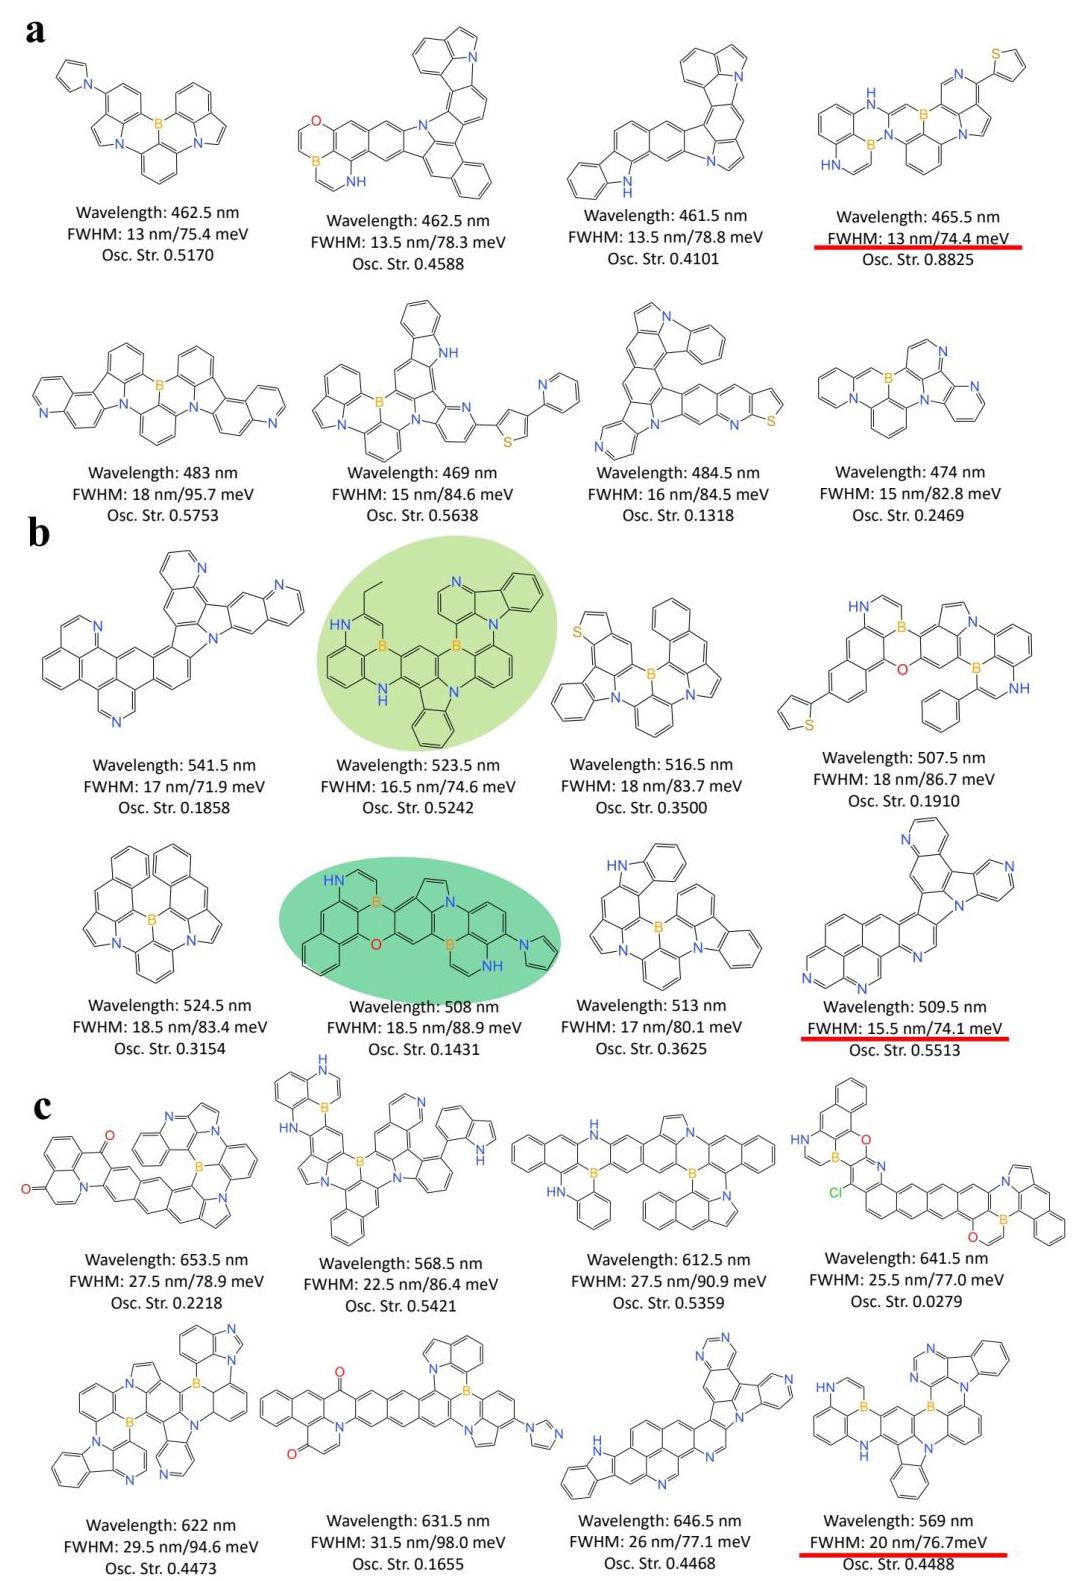 a
Wavelength: 462.5 nm
FWHM: 13 nm/75.4 meV
Osc. Str. 0.5170
Wavelength: 462.5 nm
FWHM: 13.5 nm/78.3 meV
Osc. Str. 0.4588
Wavelength: 461.5 nm
FWHM: 13.5 nm/78.8 meV
Osc. Str. 0.4101
Wavelength: 465.5 nm
FWHM: 13 nm/74.4 meV
Osc. Str. 0.8825
Wavelength: 483 nm
FWHM: 18 nm/95.7 meV
Osc. Str. 0.5753
Wavelength: 469 nm
FWHM: 15 nm/84.6 meV
Osc. Str. 0.5638
Wavelength: 484.5 nm
FWHM: 16 nm/84.5 meV
Osc. Str. 0.1318
Wavelength: 474 nm
FWHM: 15 nm/82.8 meV
Osc. Str. 0.2469
b
Wavelength: 541.5 nm
FWHM: 17 nm/71.9 meV
Osc. Str. 0.1858
Wavelength: 523.5 nm
FWHM: 16.5 nm/74.6 meV
Osc. Str. 0.5242
Wavelength: 516.5 nm
FWHM: 18 nm/83.7 meV
Osc. Str. 0.3500
Wavelength: 507.5 nm
FWHM: 18 nm/86.7 meV
Osc. Str. 0.1910
Wavelength: 524.5 nm
FWHM: 18.5 nm/83.4 meV
Osc. Str. 0.3154
Wavelength: 508 nm
FWHM: 18.5 nm/88.9 meV
Osc. Str. 0.1431
Wavelength: 513 nm
FWHM: 17 nm/80.1 meV
Osc. Str. 0.3625
Wavelength: 509.5 nm
FWHM: 15.5 nm/74.1 meV
Osc. Str. 0.5513
c
Wavelength: 653.5 nm
FWHM: 27.5 nm/78.9 meV
Osc. Str. 0.2218
Wavelength: 568.5 nm
FWHM: 22.5 nm/86.4 meV
Osc. Str. 0.5421
Wavelength: 612.5 nm
FWHM: 27.5 nm/90.9 meV
Osc. Str. 0.5359
Wavelength: 641.5 nm
FWHM: 25.5 nm/77.0 meV
Osc. Str. 0.0279
Wavelength: 622 nm
FWHM: 29.5 nm/94.6 meV
Osc. Str. 0.4473
Wavelength: 631.5 nm
FWHM: 31.5 nm/98.0 meV
Osc. Str. 0.1655
Wavelength: 646.5 nm
FWHM: 26 nm/77.1 meV
Osc. Str. 0.4468
Wavelength: 569 nm
FWHM: 20 nm/76.7meV
Osc. Str. 0.4488